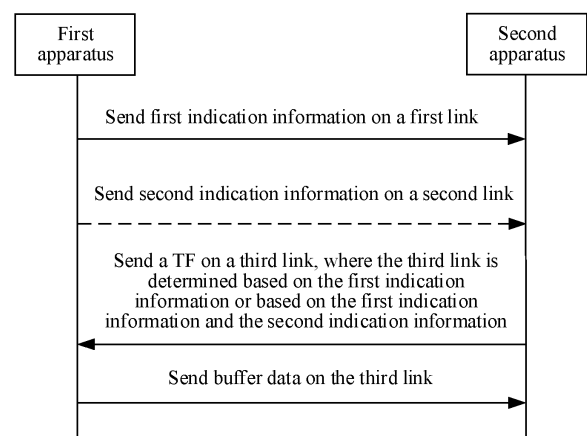 First
apparatus
Second
apparatus
Send first indication information on a first link
Send second indication information on a second link
Send a TF on a third link, where the third link is
determined based on the first indication
information or based on the first indication
information and the second indication information
Send buffer data on the third link